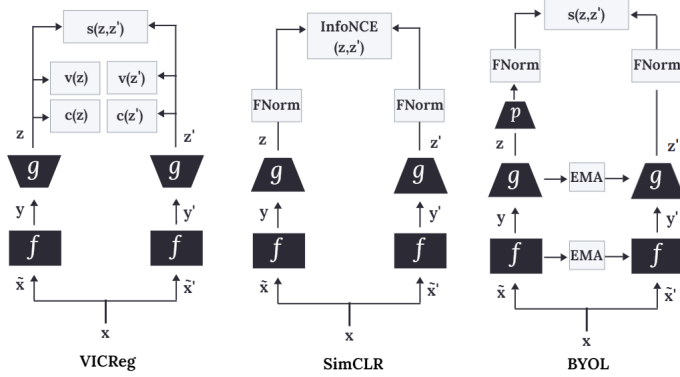 s(z,z')
v(z) v(z')
c(z) c(z')
z z'
g g
y y'
f f
x̃ x̃'
x
VICReg
InfoNCE
(z,z')
FNorm FNorm
z z'
g g
y y'
f f
x̃ x̃'
x
SimCLR
s(z,z')
FNorm FNorm
p
z z'
g EMA g
y y'
f EMA f
x̃ x̃'
x
BYOL